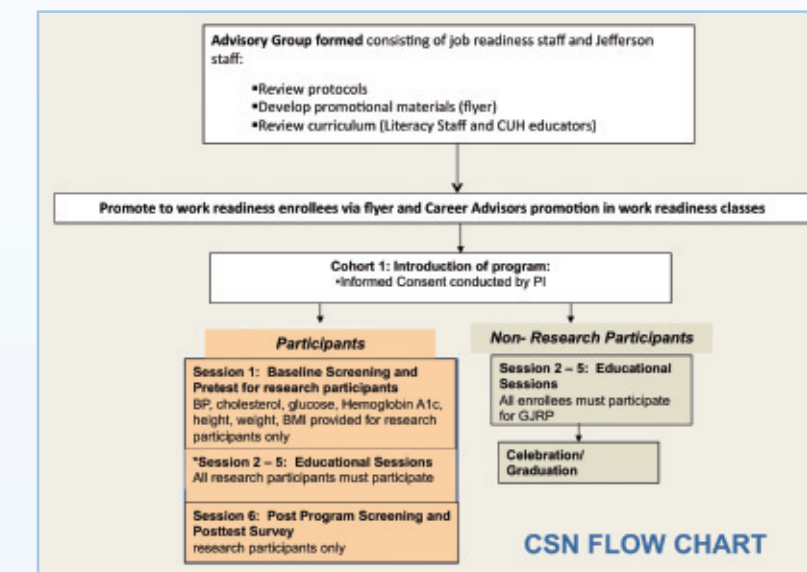 Advisory Group formed consisting of job readiness staff and Jefferson
staff:
▪Review protocols
▪Develop promotional materials (flyer)
▪Review curriculum (Literacy Staff and CUH educators)
Promote to work readiness enrollees via flyer and Career Advisors promotion in work readiness classes
Cohort 1: Introduction of program:
•Informed Consent conducted by PI
Participants
Session 1: Baseline Screening and
Pretest for research participants
BP, cholesterol, glucose, Hemoglobin A1c,
height, weight, BMI provided for research
participants only
*Session 2 – 5: Educational Sessions
All research participants must participate
Session 6: Post Program Screening and
Posttest Survey
research participants only
Non- Research Participants
Session 2 – 5: Educational
Sessions
All enrollees must participate
for GJRP
Celebration/
Graduation
CSN FLOW CHART